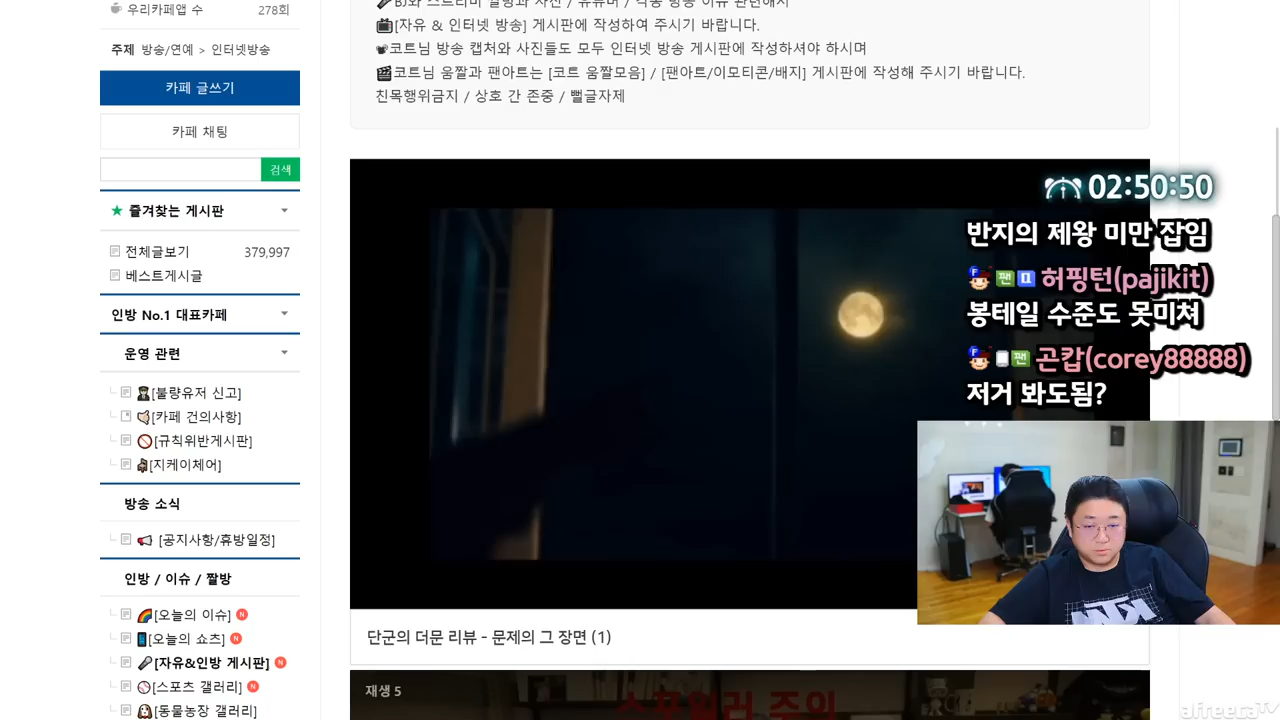 우리카페앱 수 278회
주제 방송/연예 > 인터넷방송
카페 글쓰기
카페 채팅
검색
★ 즐겨찾는 게시판
전체글보기 379,997
베스트게시글
인방 No.1 대표카페
운영 관련
[불량유저 신고]
[카페 건의사항]
[규칙위반게시판]
[지케이체어]
방송 소식
[공지사항/휴방일정]
인방 / 이슈 / 짤방
[오늘의 이슈] N
[오늘의 쇼츠] N
[자유&인방 게시판] N
[스포츠 갤러리] N
[동물농장 갤러리]
[자유 & 인터넷 방송] 게시판에 작성하여 주시기 바랍니다.
코트님 방송 캡처와 사진들도 모두 인터넷 방송 게시판에 작성하셔야 하시며
코트님 움짤과 팬아트는 [코트 움짤모음] / [팬아트/이모티콘/배지] 게시판에 작성해 주시기 바랍니다.
친목행위금지 / 상호 간 존중 / 뻘글자제
02:50:50
반지의 제왕 미만 잡임
F 팬 n 허핑턴(pajikit)
봉테일 수준도 못미쳐
F 팬 곤캅(corey88888)
저거 봐도됨?
단군의 더문 리뷰 - 문제의 그 장면 (1)
재생 5
스포일러 주의
afreecaTV